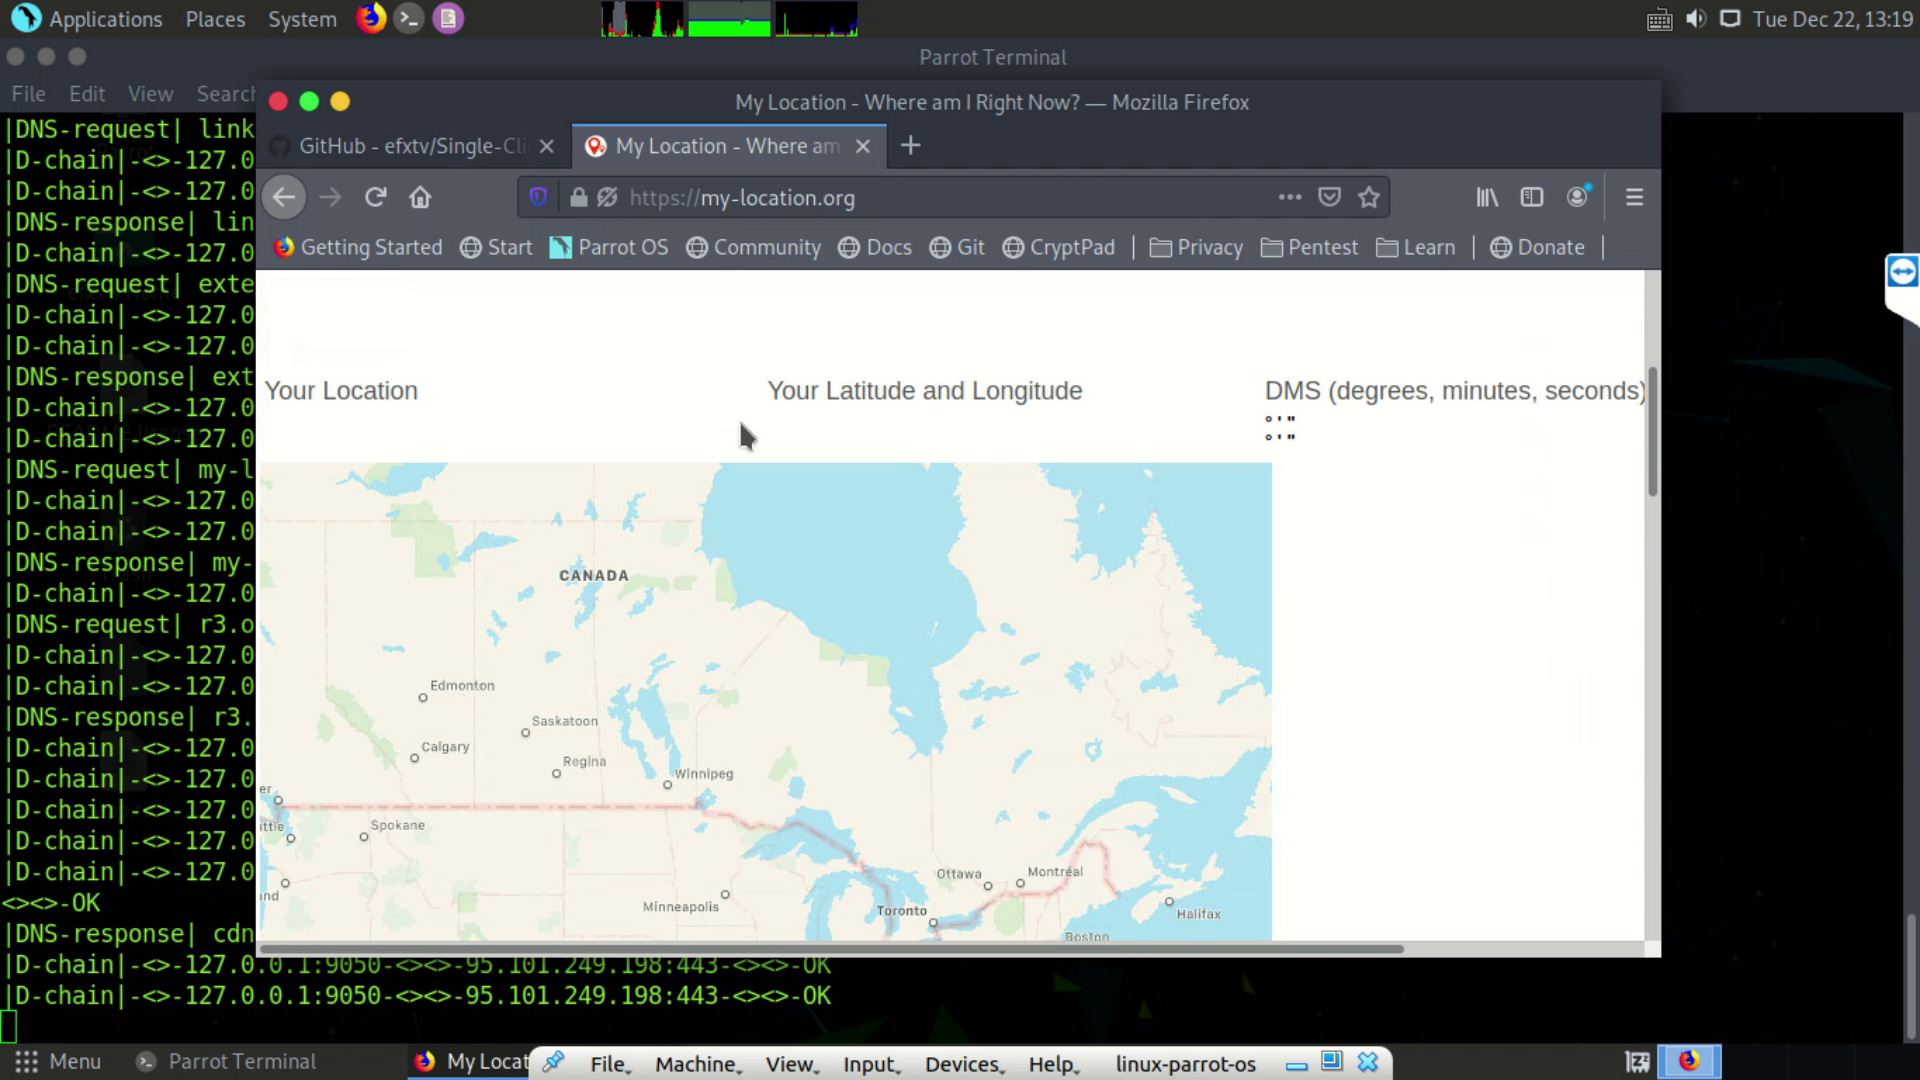 Applications Places System Tue Dec 22, 13:19
Parrot Terminal
File Edit View Search
My Location - Where am I Right Now? — Mozilla Firefox
GitHub - efxtv/Single-Cli
My Location - Where am
https://my-location.org
Getting Started Start Parrot OS Community Docs Git CryptPad Privacy Pentest Learn Donate
|DNS-request| link
|D-chain|-<>-127.0
|D-chain|-<>-127.0
|DNS-response| lin
|D-chain|-<>-127.0
|DNS-request| exte
|D-chain|-<>-127.0
|D-chain|-<>-127.0
|DNS-response| ext
|D-chain|-<>-127.0
|D-chain|-<>-127.0
|DNS-request| my-l
|D-chain|-<>-127.0
|D-chain|-<>-127.0
|DNS-response| my-
|D-chain|-<>-127.0
|DNS-request| r3.o
|D-chain|-<>-127.0
|D-chain|-<>-127.0
|DNS-response| r3.
|D-chain|-<>-127.0
|D-chain|-<>-127.0
|D-chain|-<>-127.0
|D-chain|-<>-127.0
|D-chain|-<>-127.0
<><>-OK
|DNS-response| cdn
|D-chain|-<>-127.0.0.1:9050-<><>-95.101.249.198:443-<><>-OK
|D-chain|-<>-127.0.0.1:9050-<><>-95.101.249.198:443-<><>-OK
Your Location
Your Latitude and Longitude
DMS (degrees, minutes, seconds)
° ' "
° ' "
CANADA
Edmonton
Saskatoon
Calgary
Regina
Winnipeg
er
ttle
Spokane
nd
Minneapolis
Ottawa
Montréal
Toronto
Halifax
Boston
Menu Parrot Terminal My Locat
File Machine View Input Devices Help linux-parrot-os